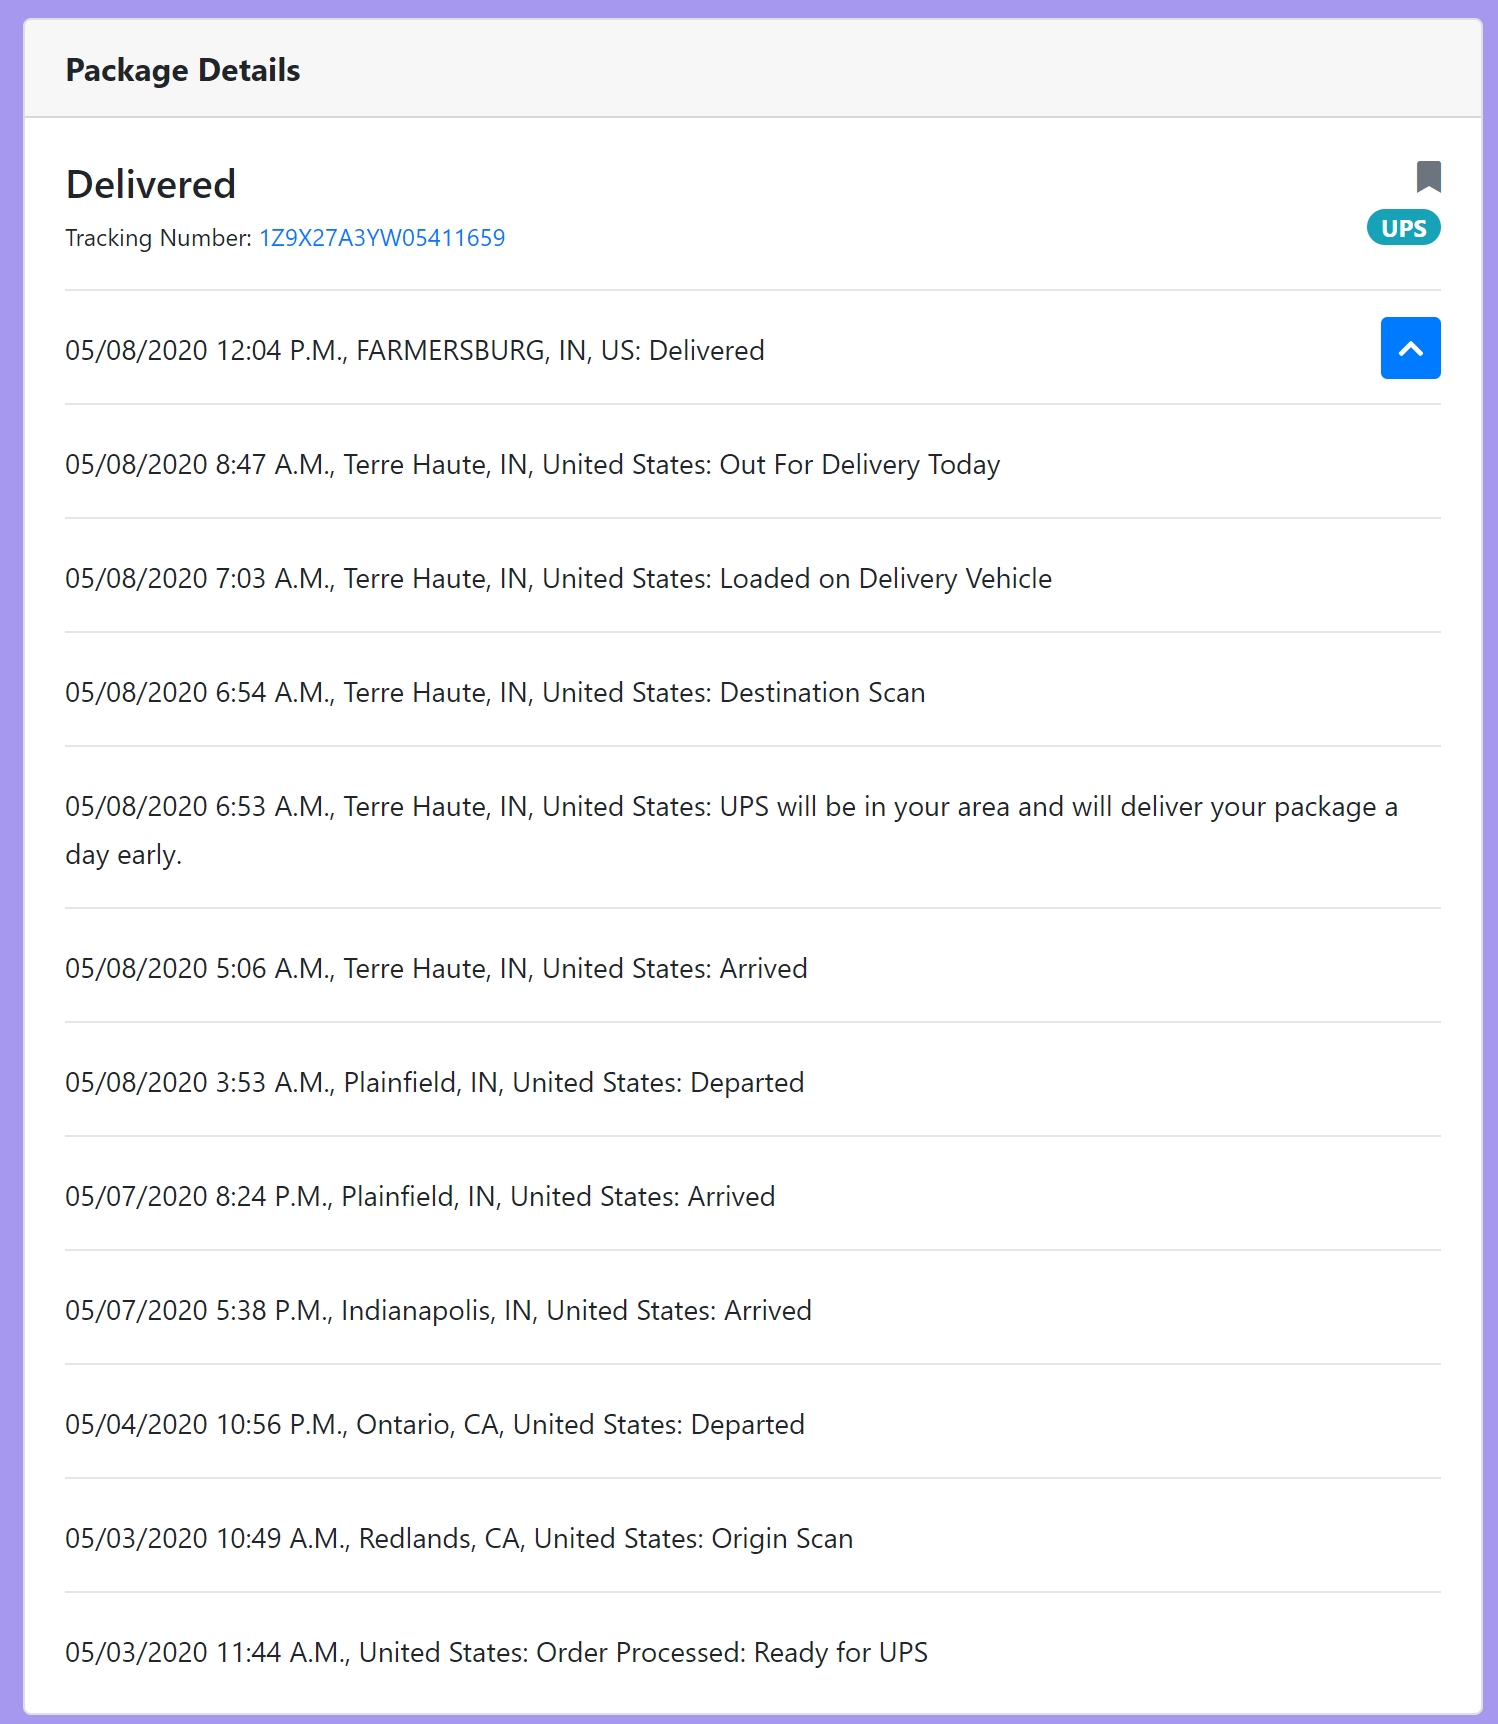 Package Details
Delivered
Tracking Number: 1Z9X27A3YW05411659
UPS
05/08/2020 12:04 P.M., FARMERSBURG, IN, US: Delivered
05/08/2020 8:47 A.M., Terre Haute, IN, United States: Out For Delivery Today
05/08/2020 7:03 A.M., Terre Haute, IN, United States: Loaded on Delivery Vehicle
05/08/2020 6:54 A.M., Terre Haute, IN, United States: Destination Scan
05/08/2020 6:53 A.M., Terre Haute, IN, United States: UPS will be in your area and will deliver your package a
day early.
05/08/2020 5:06 A.M., Terre Haute, IN, United States: Arrived
05/08/2020 3:53 A.M., Plainfield, IN, United States: Departed
05/07/2020 8:24 P.M., Plainfield, IN, United States: Arrived
05/07/2020 5:38 P.M., Indianapolis, IN, United States: Arrived
05/04/2020 10:56 P.M., Ontario, CA, United States: Departed
05/03/2020 10:49 A.M., Redlands, CA, United States: Origin Scan
05/03/2020 11:44 A.M., United States: Order Processed: Ready for UPS